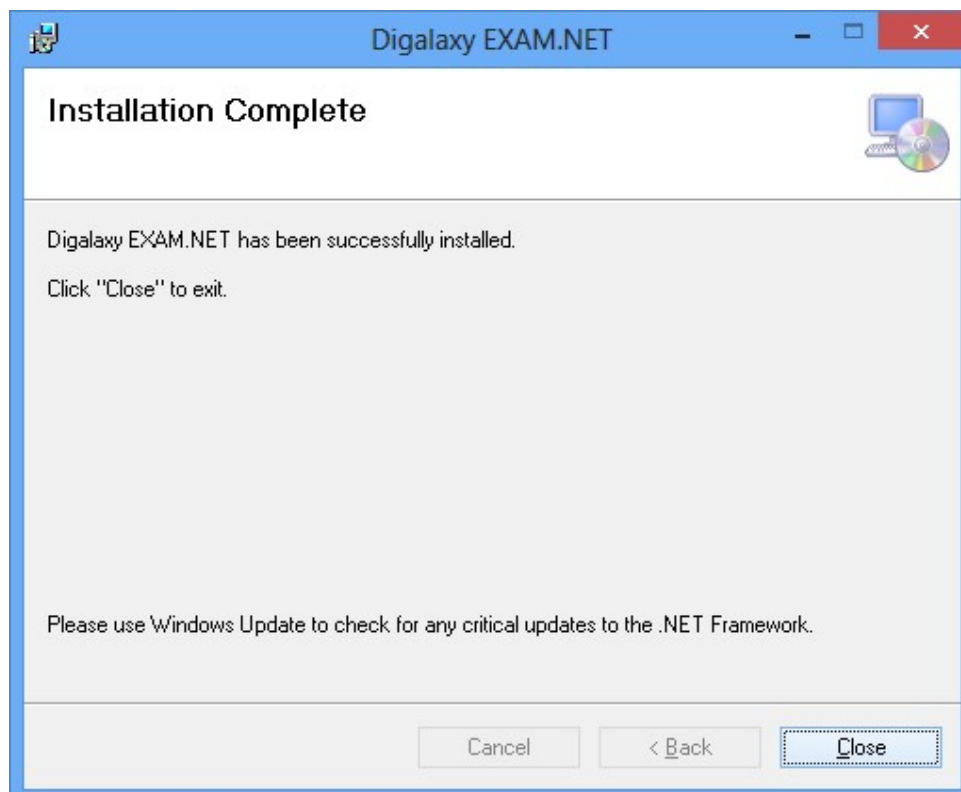 Digalaxy EXAM.NET
Installation Complete
Digalaxy EXAM.NET has been successfully installed.
Click "Close" to exit.
Please use Windows Update to check for any critical updates to the .NET Framework.
Cancel
< Back
Close